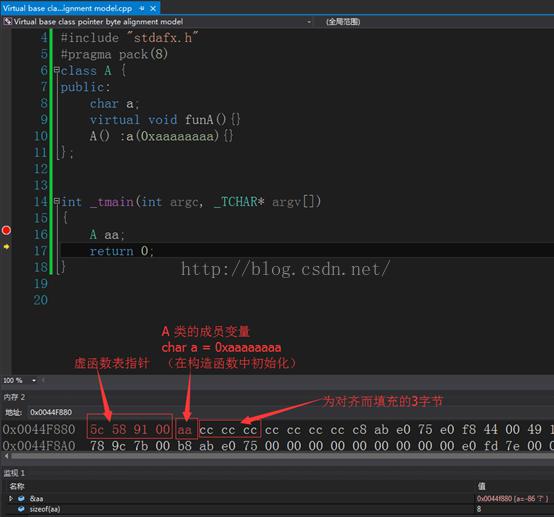 Virtual base cla...ignment model.cpp
Virtual base class pointer byte alignment model
(全局范围)
4 #include "stdafx.h"
5 #pragma pack(8)
6 class A {
7 public:
8 char a;
9 virtual void funA(){}
10 A() :a(0xaaaaaaaa){}
11 };
12
13
14 int _tmain(int argc, _TCHAR* argv[])
15 {
16 A aa;
17 return 0;
18 }
19
20
http://blog.csdn.net/
A 类的成员变量
char a = 0xaaaaaaaa
虚函数表指针 （在构造函数中初始化）
为对齐而填充的3字节
100 %
内存 2
地址: 0x0044F880
0x0044F880 5c 58 91 00 aa cc cc cc cc cc cc cc c8 ab e0 75 e0 f8 44 00 49 1
0x0044F8A0 78 9c 7b 00 b8 ab e0 75 00 00 00 00 00 00 00 00 00 e0 fd 7e 00 0
监视 1
名称 值
&aa 0x0044f880 {a=-86 '?' }
sizeof(aa) 8